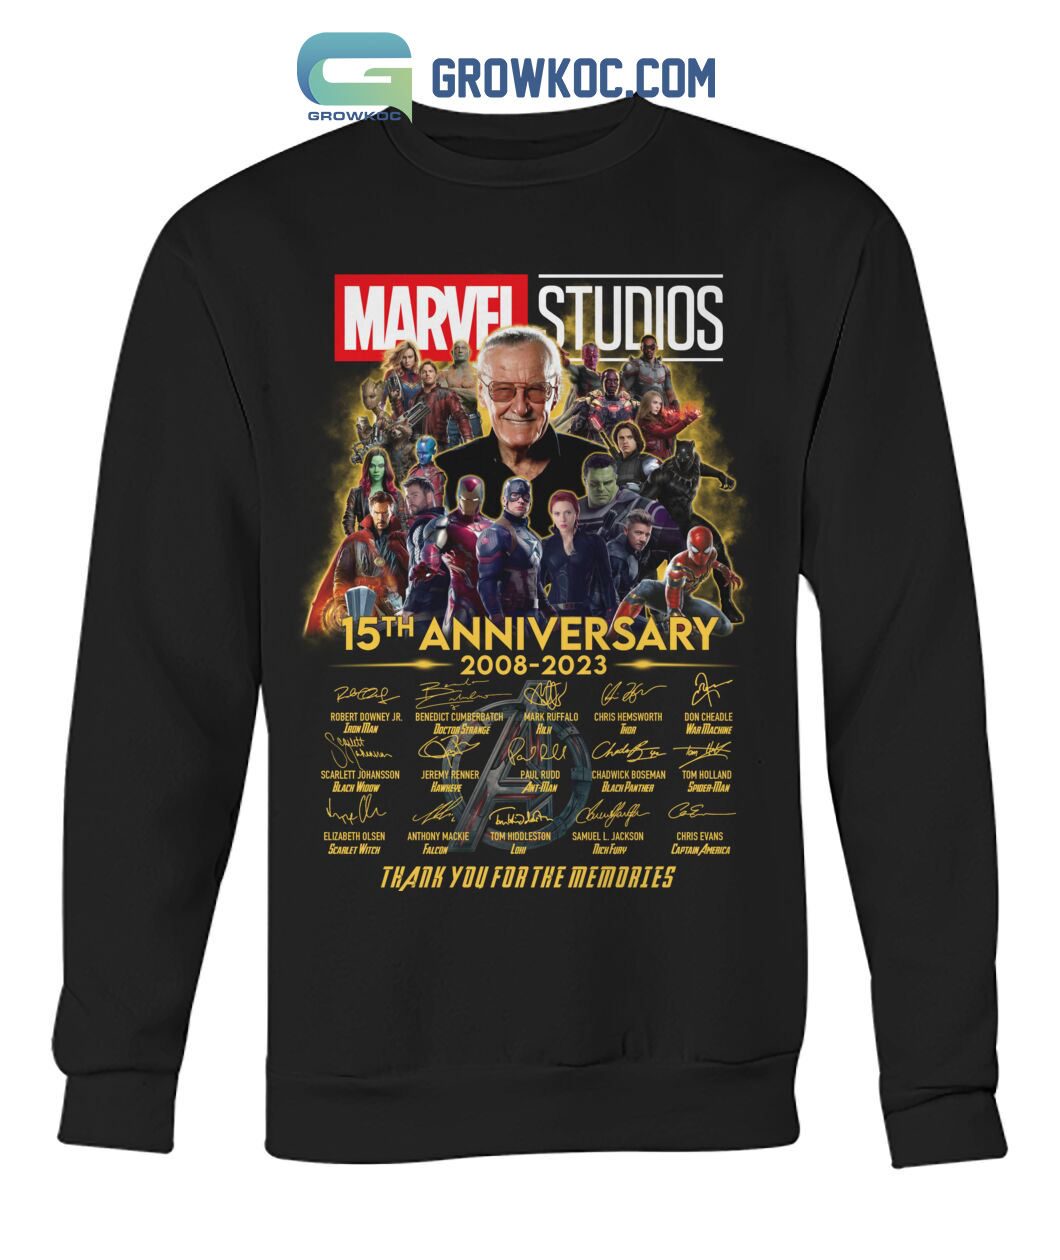 GROWKOC.COM
GROWKOC
MARVEL STUDIOS
15TH ANNIVERSARY
2008-2023
ROBERT DOWNEY JR. BENEDICT CUMBERBATCH MARK RUFFALO CHRIS HEMSWORTH DON CHEADLE
IRON MAN DOCTOR STRANGE HULK THOR WAR MACHINE
SCARLETT JOHANSSON JEREMY RENNER PAUL RUDD CHADWICK BOSEMAN TOM HOLLAND
BLACK WIDOW HAWKEYE ANT-MAN BLACK PANTHER SPIDER-MAN
ELIZABETH OLSEN ANTHONY MACKIE TOM HIDDLESTON SAMUEL L. JACKSON CHRIS EVANS
SCARLET WITCH FALCON LOKI NICK FURY CAPTAIN AMERICA
THANK YOU FOR THE MEMORIES